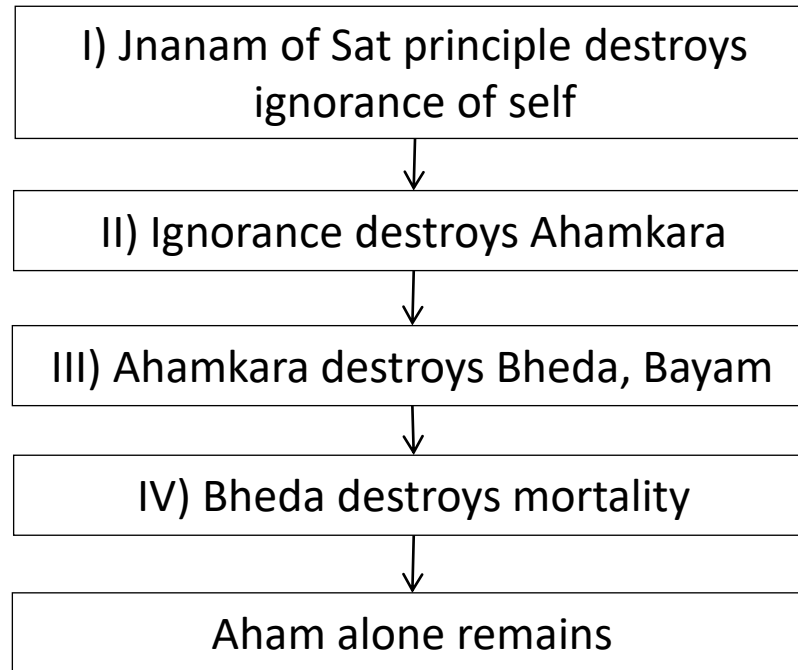 I) Jnanam of Sat principle destroys
ignorance of self
II) Ignorance destroys Ahamkara
III) Ahamkara destroys Bheda, Bayam
IV) Bheda destroys mortality
Aham alone remains